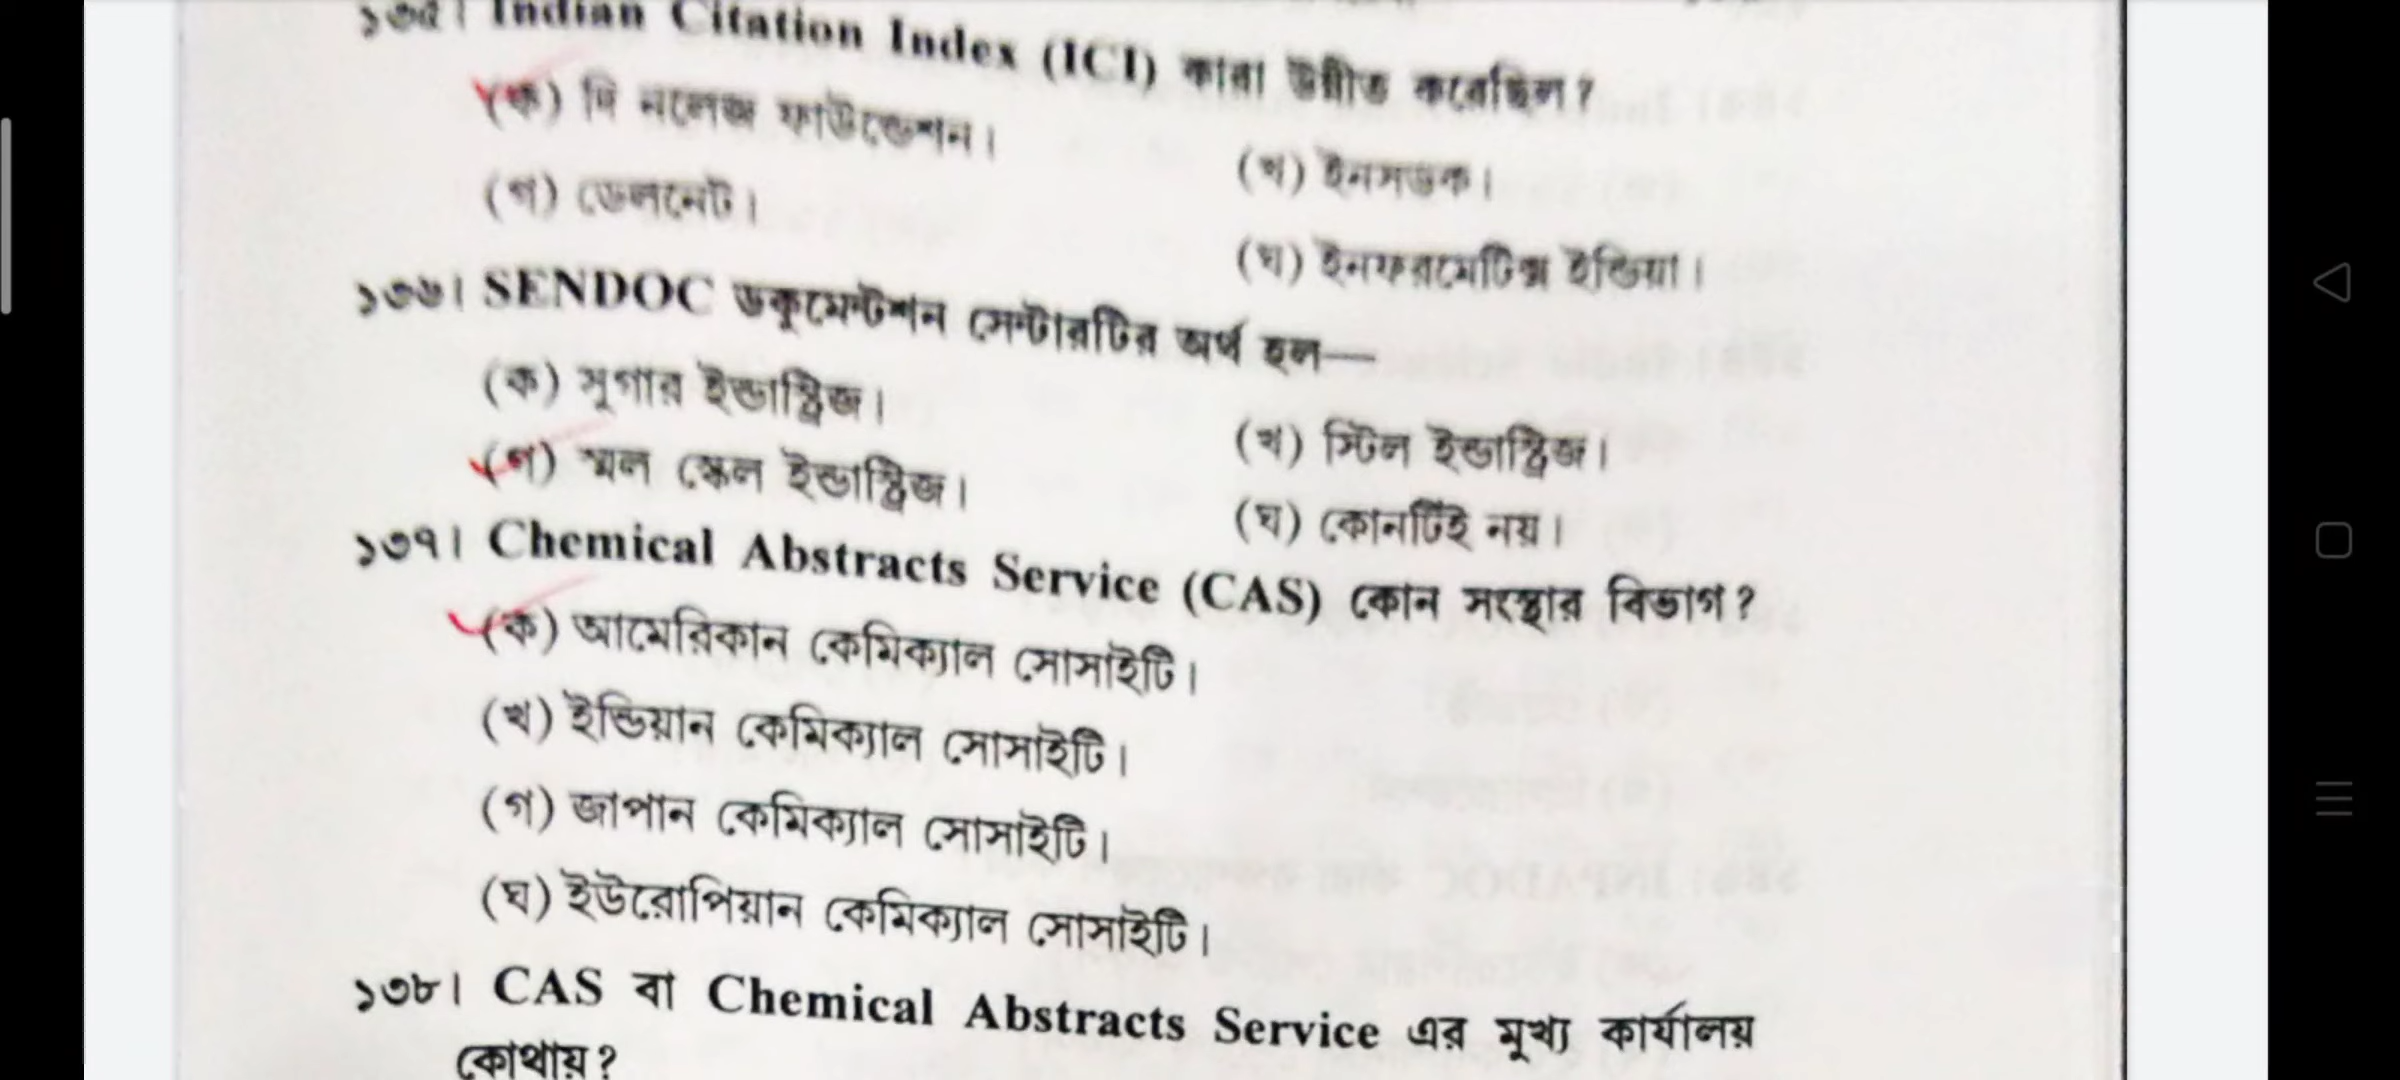 ১৩৫। Indian Citation Index (ICI) কারা উন্নীত করেছিল?
(ক) দি নলেজ ফাউন্ডেশন।
(খ) ইনসডক।
(গ) ডেলনেট।
(ঘ) ইনফরমেটিক্স ইন্ডিয়া।
১৩৬। SENDOC ডকুমেন্টেশন সেন্টারটির অর্থ হল—
(ক) সুগার ইন্ডাস্ট্রিজ।
(খ) স্টিল ইন্ডাস্ট্রিজ।
(গ) স্মল স্কেল ইন্ডাস্ট্রিজ।
(ঘ) কোনটিই নয়।
১৩৭। Chemical Abstracts Service (CAS) কোন সংস্থার বিভাগ?
(ক) আমেরিকান কেমিক্যাল সোসাইটি।
(খ) ইন্ডিয়ান কেমিক্যাল সোসাইটি।
(গ) জাপান কেমিক্যাল সোসাইটি।
(ঘ) ইউরোপিয়ান কেমিক্যাল সোসাইটি।
১৩৮। CAS বা Chemical Abstracts Service এর মুখ্য কার্যালয়
কোথায়?